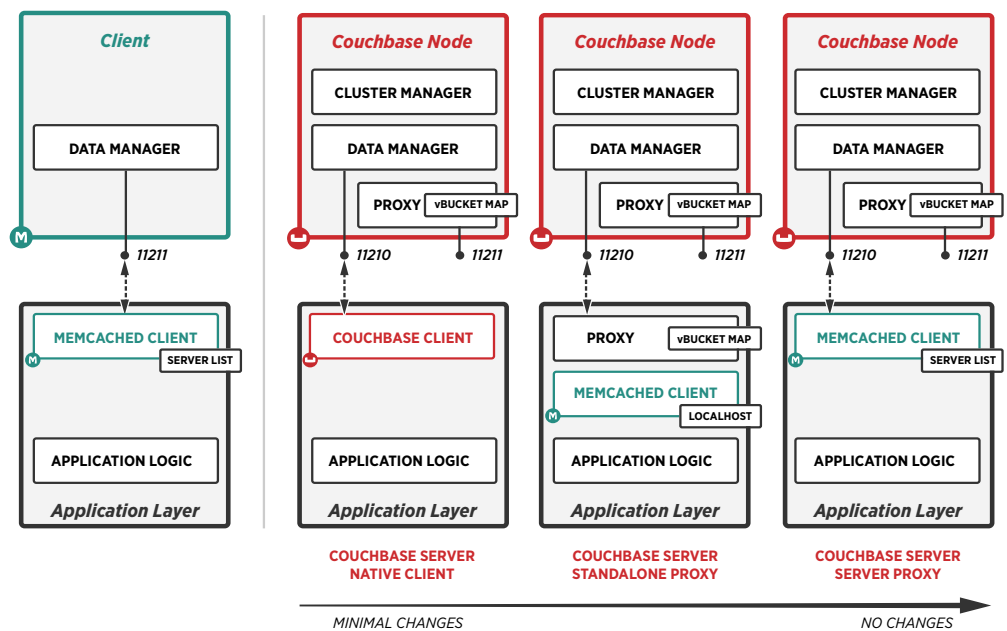 Client
DATA MANAGER
11211
M
MEMCACHED CLIENT
M
SERVER LIST
APPLICATION LOGIC
Application Layer
Couchbase Node
CLUSTER MANAGER
DATA MANAGER
PROXY
vBUCKET MAP
11210
11211
COUCHBASE CLIENT
APPLICATION LOGIC
Application Layer
COUCHBASE SERVER
NATIVE CLIENT
Couchbase Node
CLUSTER MANAGER
DATA MANAGER
PROXY
vBUCKET MAP
11210
11211
PROXY
vBUCKET MAP
MEMCACHED CLIENT
M
LOCALHOST
APPLICATION LOGIC
Application Layer
COUCHBASE SERVER
STANDALONE PROXY
Couchbase Node
CLUSTER MANAGER
DATA MANAGER
PROXY
vBUCKET MAP
11210
11211
MEMCACHED CLIENT
M
SERVER LIST
APPLICATION LOGIC
Application Layer
COUCHBASE SERVER
SERVER PROXY
MINIMAL CHANGES
NO CHANGES